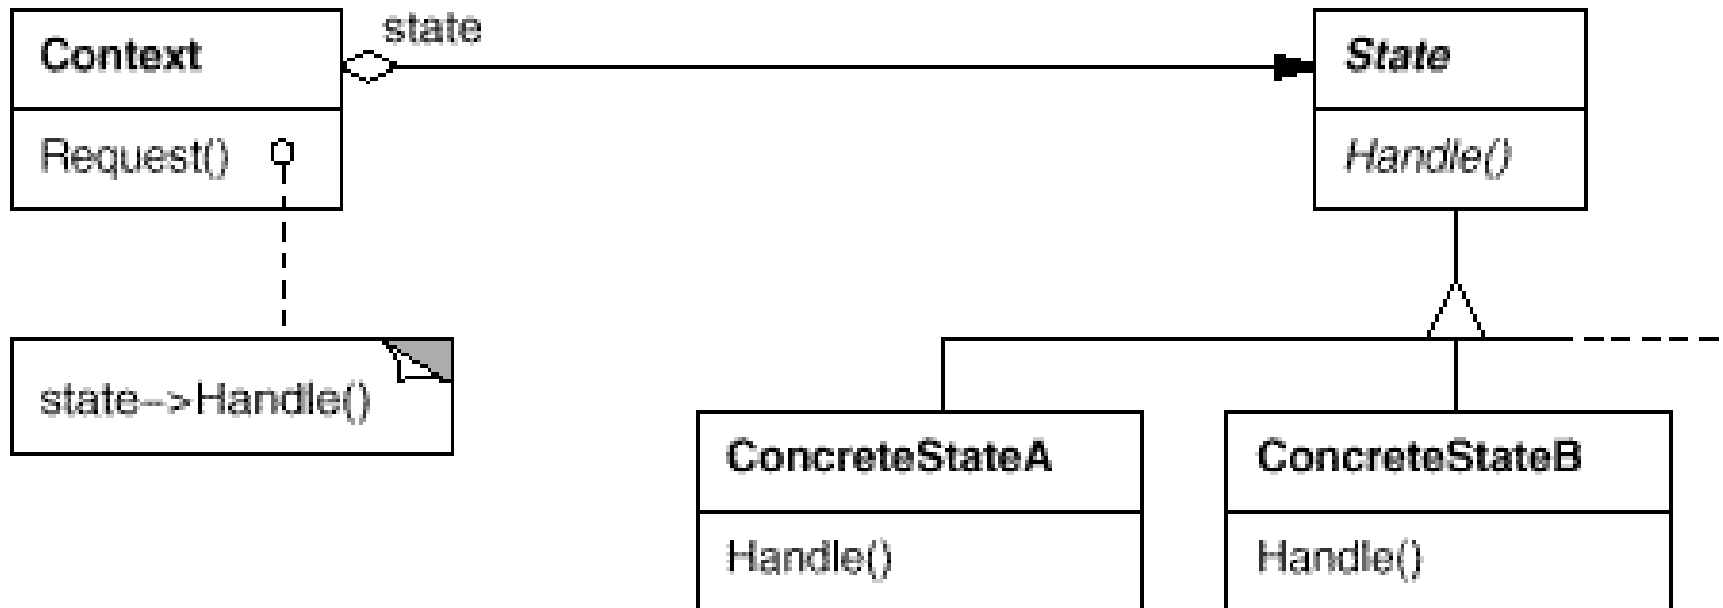 state
Context
State
Request()
Handle()
state–>Handle()
ConcreteStateA
ConcreteStateB
Handle()
Handle()